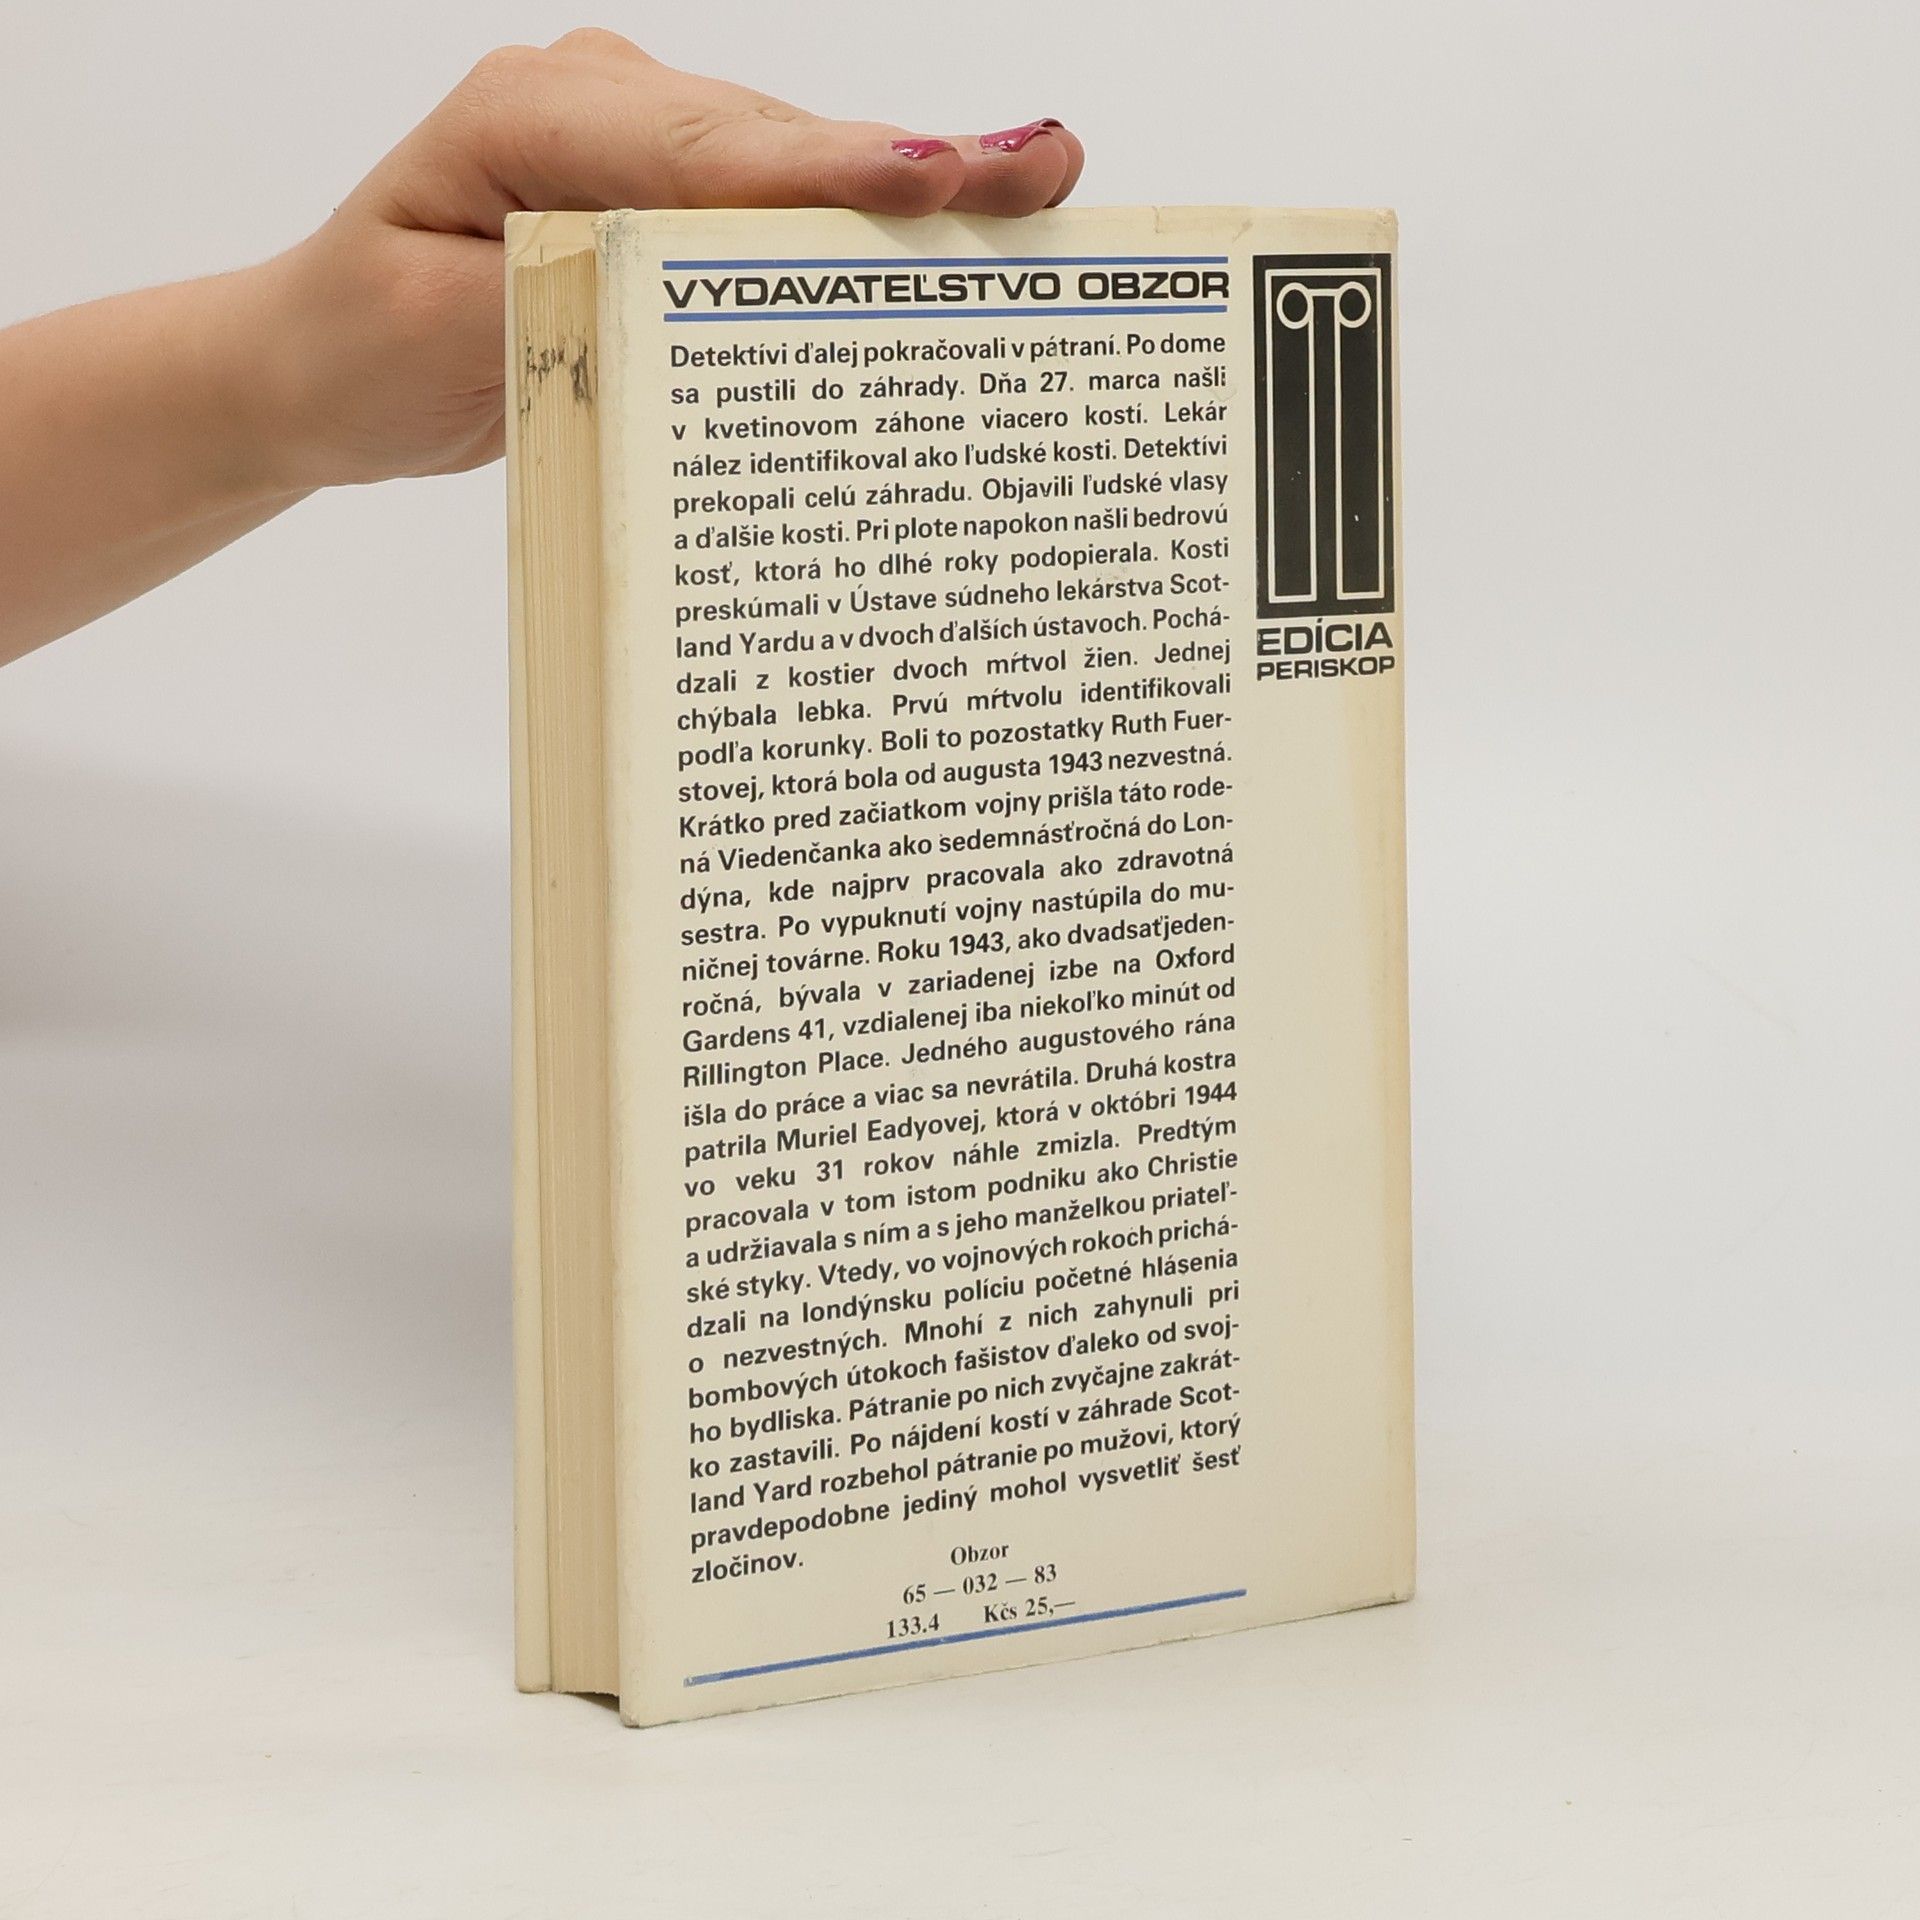 VYDAVATEĽSTVO OBZOR
Detektívi ďalej pokračovali v pátraní. Po dome
sa pustili do záhrady. Dňa 27. marca našli
v kvetinovom záhone viacero kostí. Lekár
nález identifikoval ako ľudské kosti. Detektívi
prekopali celú záhradu. Objavili ľudské vlasy
a ďalšie kosti. Pri plote napokon našli bedrovú
kosť, ktorá ho dlhé roky podopierala. Kosti
preskúmali v Ústave súdneho lekárstva Scot-
land Yardu a v dvoch ďalších ústavoch. Pochá-
dzali z kostier dvoch mŕtvol žien. Jednej
chýbala lebka. Prvú mŕtvolu identifikovali
podľa korunky. Boli to pozostatky Ruth Fuer-
stovej, ktorá bola od augusta 1943 nezvestná.
Krátko pred začiatkom vojny prišla táto rode-
ná Viedenčanka ako sedemnásťročná do Lon-
dýna, kde najprv pracovala ako zdravotná
sestra. Po vypuknutí vojny nastúpila do mu-
ničnej továrne. Roku 1943, ako dvadsaťjeden-
ročná, bývala v zariadenej izbe na Oxford
Gardens 41, vzdialenej iba niekoľko minút od
Rillington Place. Jedného augustového rána
išla do práce a viac sa nevrátila. Druhá kostra
patrila Muriel Eadyovej, ktorá v októbri 1944
vo veku 31 rokov náhle zmizla. Predtým
pracovala v tom istom podniku ako Christie
a udržiavala s ním a s jeho manželkou priateľ-
ské styky. Vtedy, vo vojnových rokoch prichá-
dzali na londýnsku políciu početné hlásenia
o nezvestných. Mnohí z nich zahynuli pri
bombových útokoch fašistov ďaleko od svoj-
ho bydliska. Pátranie po nich zvyčajne zakrát-
ko zastavili. Po nájdení kostí v záhrade Scot-
land Yard rozbehol pátranie po mužovi, ktorý
pravdepodobne jediný mohol vysvetliť šesť
zločinov.
Obzor
65 — 032 — 83
133.4 Kčs 25,—
EDÍCIA
PERISKOP